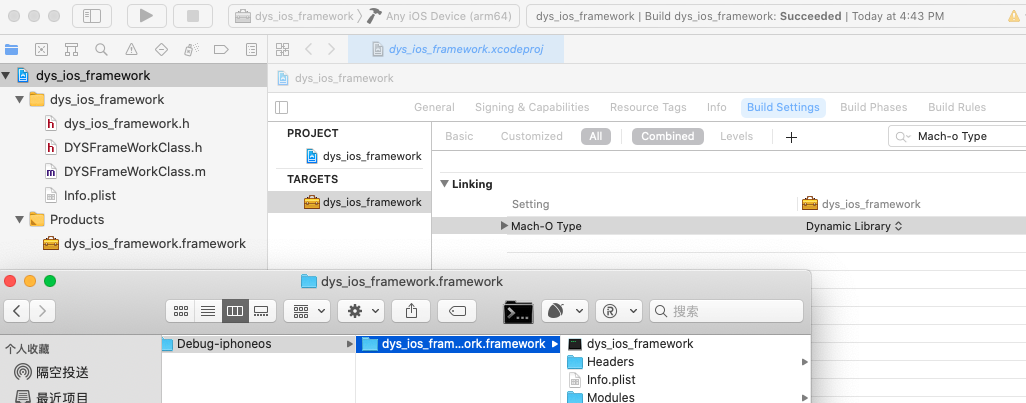 dys_ios_framework 〉 Any iOS Device (arm64)
dys_ios_framework | Build dys_ios_framework: Succeeded | Today at 4:43 PM
dys_ios_framework
dys_ios_framework
dys_ios_framework.h
DYSFrameWorkClass.h
DYSFrameWorkClass.m
Info.plist
Products
dys_ios_framework.framework
dys_ios_framework.xcodeproj
dys_ios_framework
General Signing & Capabilities Resource Tags Info Build Settings Build Phases Build Rules
PROJECT
dys_ios_framework
TARGETS
dys_ios_framework
Basic Customized All Combined Levels + Mach-o Type
Linking
Setting dys_ios_framework
Mach-O Type Dynamic Library
dys_ios_framework.framework
搜索
个人收藏
隔空投送
最近项目
Debug-iphoneos
dys_ios_fram...ork.framework
dys_ios_framework
Headers
Info.plist
Modules